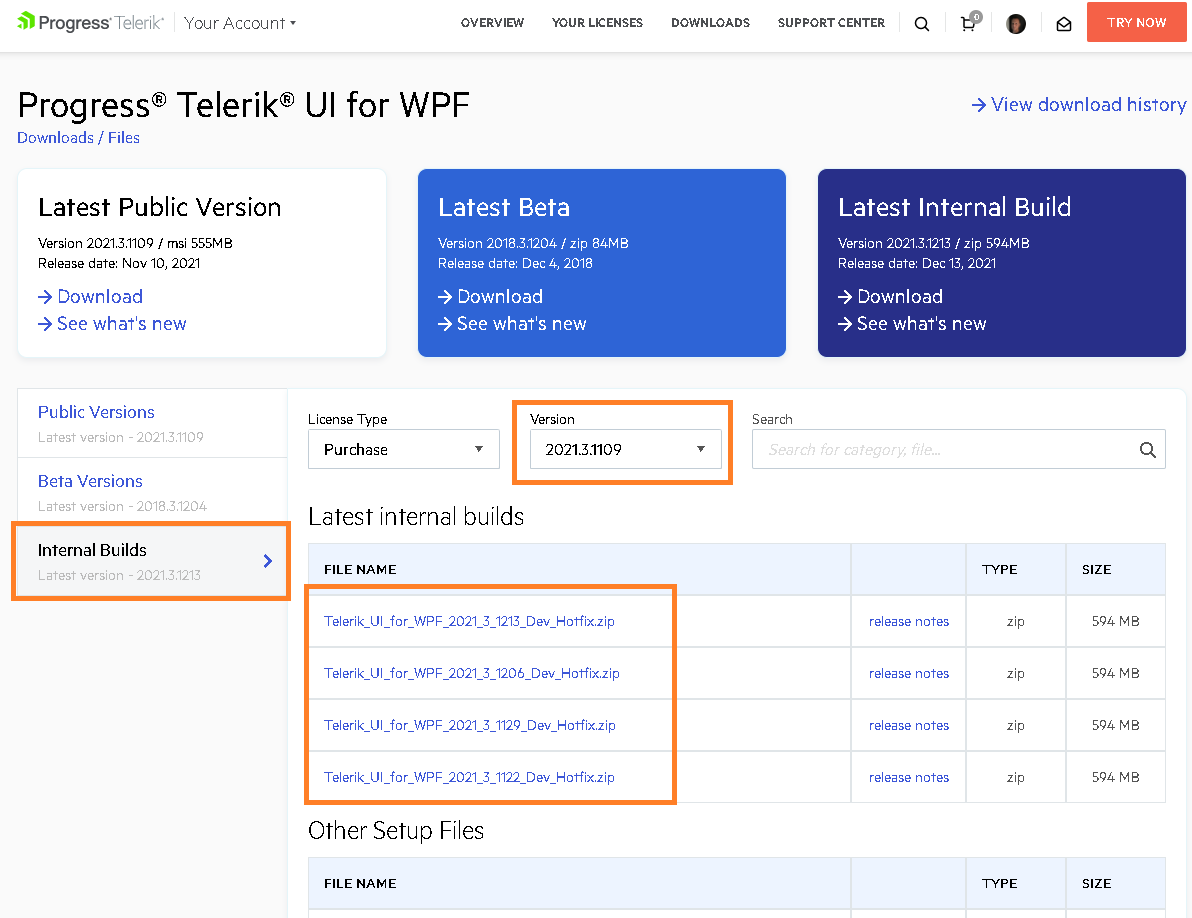 Progress® Telerik® Your Account
OVERVIEW YOUR LICENSES DOWNLOADS SUPPORT CENTER 0 TRY NOW
Progress® Telerik® UI for WPF
View download history
Downloads / Files
Latest Public Version
Version 2021.3.1109 / msi 555MB
Release date: Nov 10, 2021
Download
See what's new
Latest Beta
Version 2018.3.1204 / zip 84MB
Release date: Dec 4, 2018
Download
See what's new
Latest Internal Build
Version 2021.3.1213 / zip 594MB
Release date: Dec 13, 2021
Download
See what's new
Public Versions
Latest version - 2021.3.1109
Beta Versions
Latest version - 2018.3.1204
Internal Builds
Latest version - 2021.3.1213
License Type
Purchase
Version
2021.3.1109
Search
Search for category, file...
Latest internal builds
FILE NAME TYPE SIZE
Telerik_UI_for_WPF_2021_3_1213_Dev_Hotfix.zip release notes zip 594 MB
Telerik_UI_for_WPF_2021_3_1206_Dev_Hotfix.zip release notes zip 594 MB
Telerik_UI_for_WPF_2021_3_1129_Dev_Hotfix.zip release notes zip 594 MB
Telerik_UI_for_WPF_2021_3_1122_Dev_Hotfix.zip release notes zip 594 MB
Other Setup Files
FILE NAME TYPE SIZE